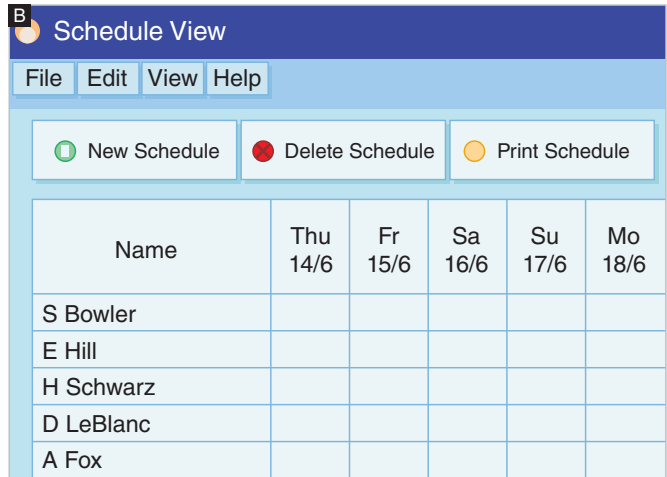 B
Schedule View
File Edit View Help
New Schedule Delete Schedule Print Schedule
Name Thu 14/6 Fr 15/6 Sa 16/6 Su 17/6 Mo 18/6
S Bowler
E Hill
H Schwarz
D LeBlanc
A Fox